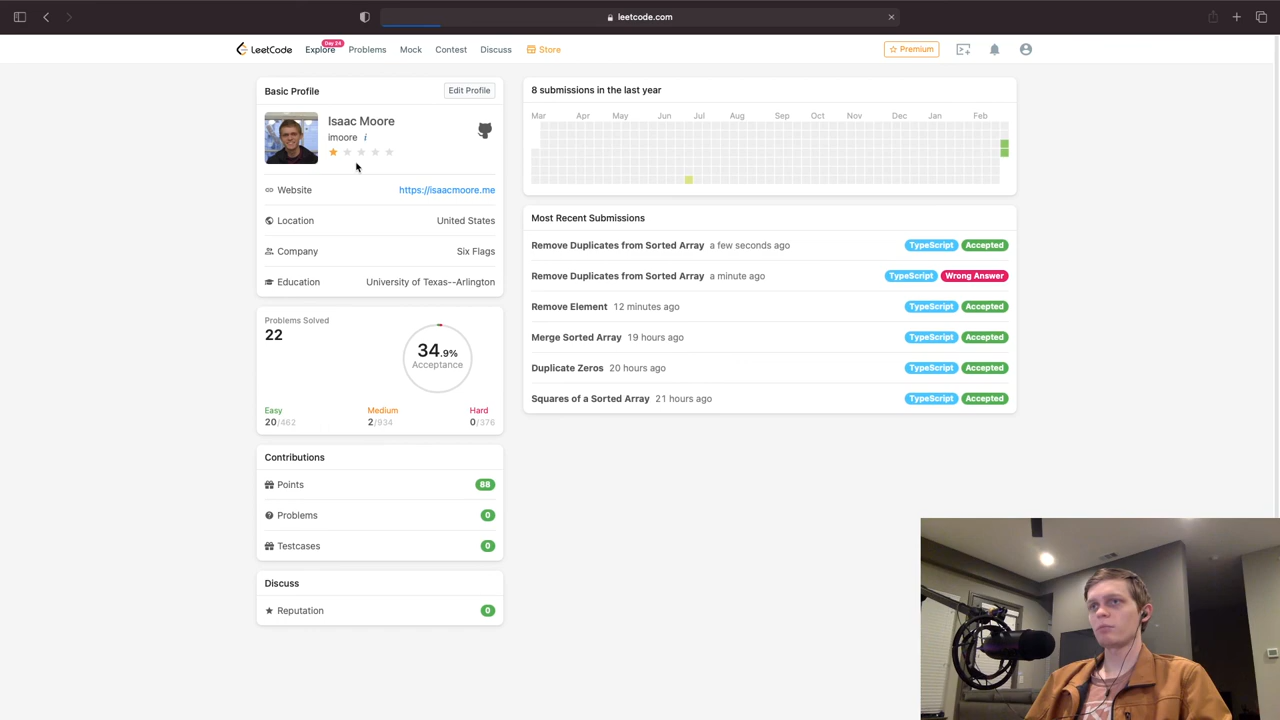 leetcode.com
LeetCode Explore Day 24 Problems Mock Contest Discuss Store Premium
Basic Profile Edit Profile
Isaac Moore
imoore i
Website https://isaacmoore.me
Location United States
Company Six Flags
Education University of Texas--Arlington
Problems Solved
22
34.9%
Acceptance
Easy Medium Hard
20/462 2/934 0/376
Contributions
Points 88
Problems 0
Testcases 0
Discuss
Reputation 0
8 submissions in the last year
Mar Apr May Jun Jul Aug Sep Oct Nov Dec Jan Feb
Most Recent Submissions
Remove Duplicates from Sorted Array a few seconds ago TypeScript Accepted
Remove Duplicates from Sorted Array a minute ago TypeScript Wrong Answer
Remove Element 12 minutes ago TypeScript Accepted
Merge Sorted Array 19 hours ago TypeScript Accepted
Duplicate Zeros 20 hours ago TypeScript Accepted
Squares of a Sorted Array 21 hours ago TypeScript Accepted